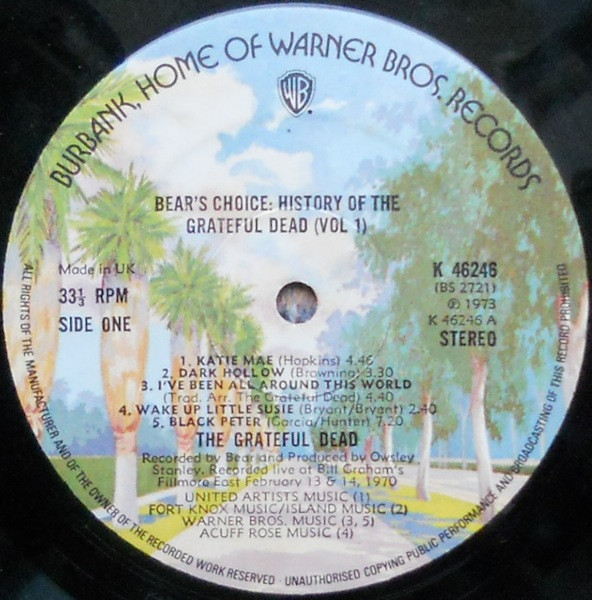 BURBANK, HOME OF WARNER BROS. RECORDS
WB
BEAR'S CHOICE: HISTORY OF THE
GRATEFUL DEAD (VOL 1)
Made in UK
33⅓ RPM
SIDE ONE
K 46246
(BS 2721)
℗ 1973
K 46246 A
STEREO
1. KATIE MAE (Hopkins) 4.46
2. DARK HOLLOW (Browning) 3.30
3. I'VE BEEN ALL AROUND THIS WORLD
(Trad. Arr. The Grateful Dead) 4.40
4. WAKE UP LITTLE SUSIE (Bryant/Bryant) 2.40
5. BLACK PETER (Garcia/Hunter) 7.20
THE GRATEFUL DEAD
Recorded by Bear and Produced by Owsley
Stanley. Recorded live at Bill Graham's
Fillmore East February 13 & 14, 1970
UNITED ARTISTS MUSIC (1)
FORT KNOX MUSIC/ISLAND MUSIC (2)
WARNER BROS. MUSIC (3, 5)
ACUFF ROSE MUSIC (4)
ALL RIGHTS OF THE MANUFACTURER AND OF THE OWNER OF THE RECORDED WORK RESERVED · UNAUTHORISED COPYING PUBLIC PERFORMANCE AND BROADCASTING OF THIS RECORD PROHIBITED